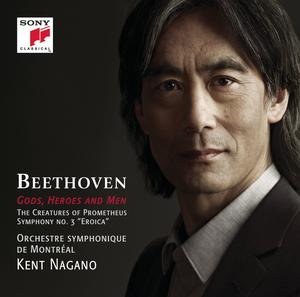 SONY
CLASSICAL
BEETHOVEN
GODS, HEROES AND MEN
THE CREATURES OF PROMETHEUS
SYMPHONY NO. 3 "EROICA"
ORCHESTRE SYMPHONIQUE
DE MONTRÉAL
KENT NAGANO